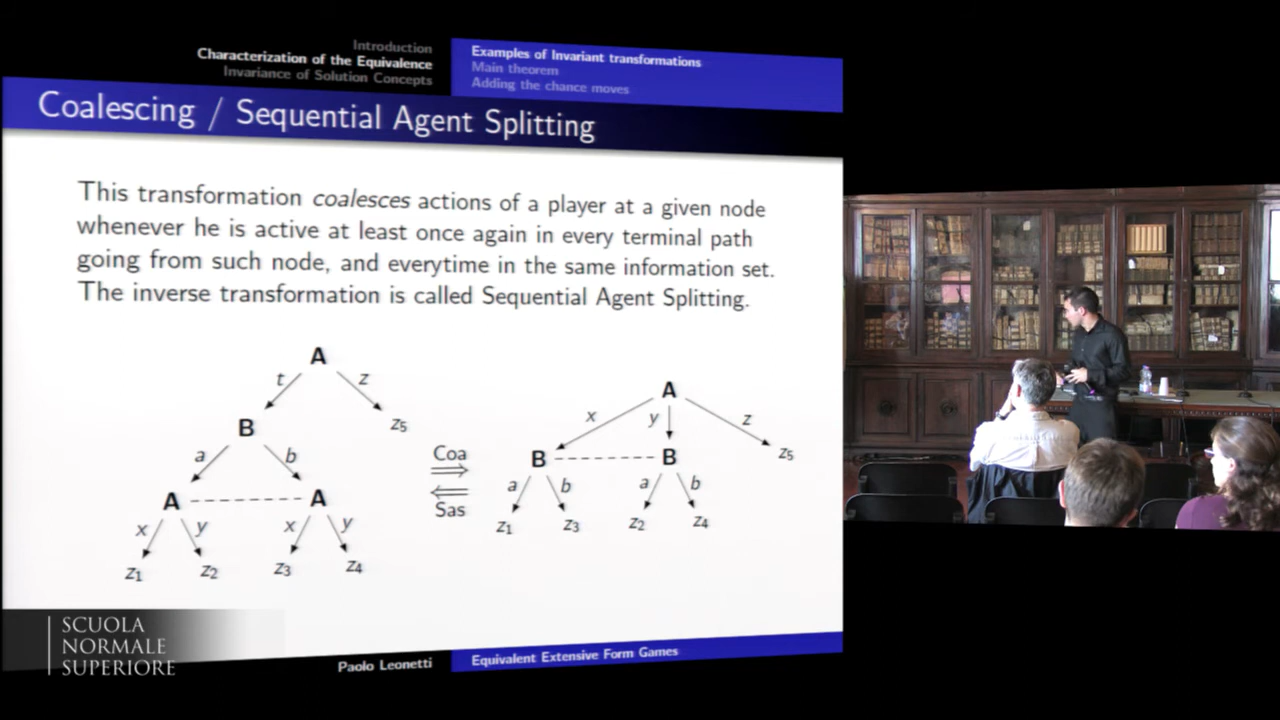 Introduction
Characterization of the Equivalence
Invariance of Solution Concepts
Examples of Invariant transformations
Main theorem
Adding the chance moves
Coalescing / Sequential Agent Splitting
This transformation coalesces actions of a player at a given node
whenever he is active at least once again in every terminal path
going from such node, and everytime in the same information set.
The inverse transformation is called Sequential Agent Splitting.
A
t z
B z5
a b
A A
x y x y
z1 z2 z3 z4
Coa
Sas
A
x y z
B B z5
a b a b
z1 z3 z2 z4
SCUOLA
NORMALE
SUPERIORE
Paolo Leonetti
Equivalent Extensive Form Games